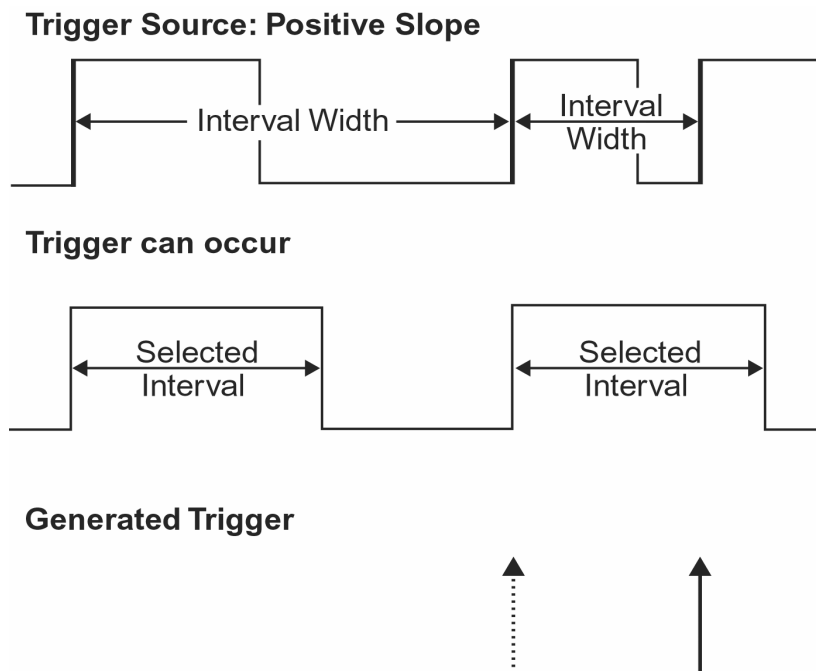 Trigger Source: Positive Slope
Interval Width
Interval
Width
Trigger can occur
Selected
Interval
Selected
Interval
Generated Trigger